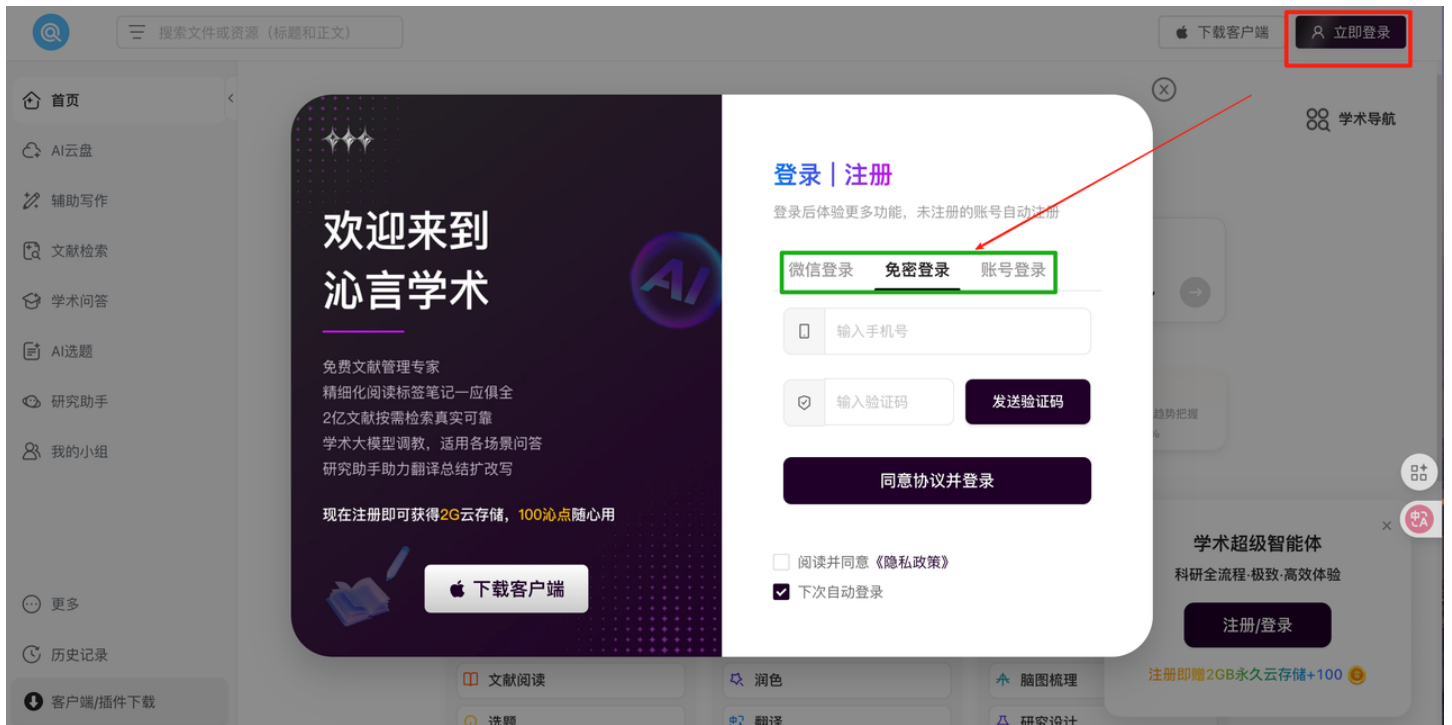 搜索文件或资源（标题和正文）
下载客户端
立即登录
首页
AI云盘
辅助写作
文献检索
学术问答
AI选题
研究助手
我的小组
更多
历史记录
客户端/插件下载
学术导航
欢迎来到
沁言学术
AI
免费文献管理专家
精细化阅读标签笔记一应俱全
2亿文献按需检索真实可靠
学术大模型调教，适用各场景问答
研究助手助力翻译总结扩改写
现在注册即可获得2G云存储，100沁点随心用
下载客户端
登录｜注册
登录后体验更多功能，未注册的账号自动注册
微信登录 免密登录 账号登录
输入手机号
输入验证码 发送验证码
同意协议并登录
阅读并同意《隐私政策》
下次自动登录
趋势把握
%
学术超级智能体
科研全流程·极致·高效体验
注册/登录
注册即赠2GB永久云存储+100
文献阅读 润色 脑图梳理
选题 翻译 研究设计